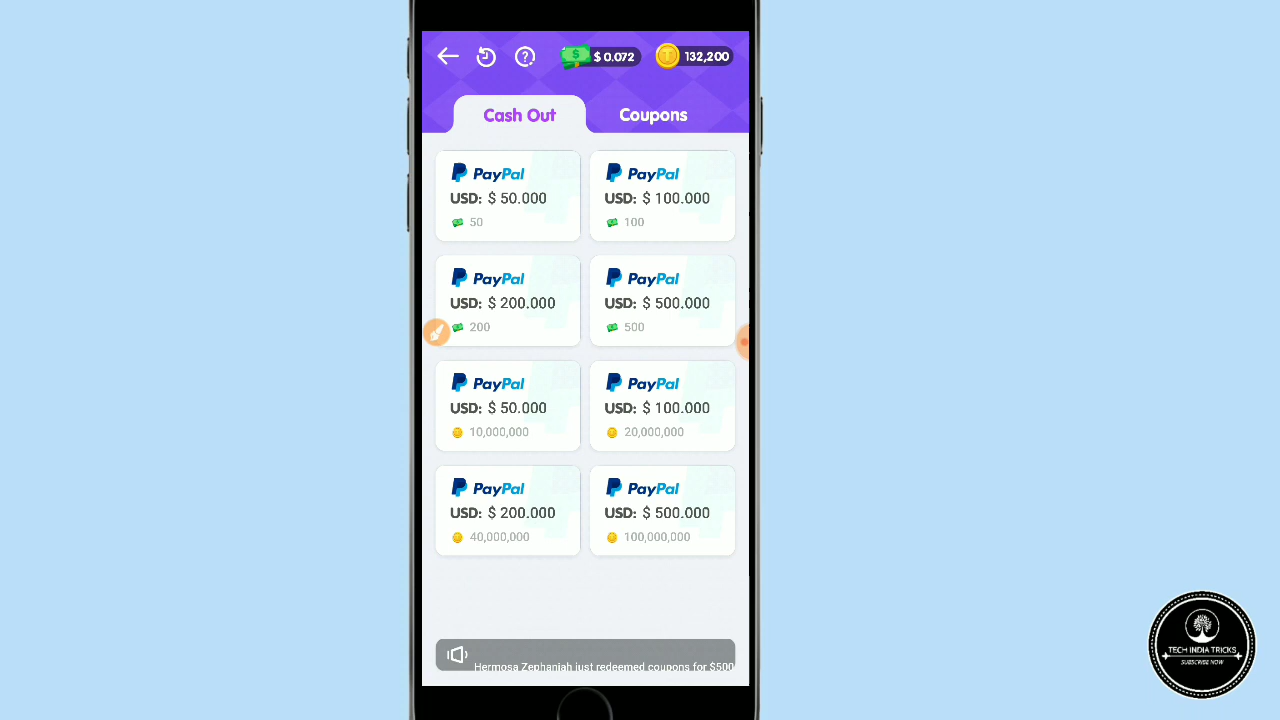 $ 0.072
132,200
Cash Out
Coupons
PayPal
USD: $ 50.000
50
PayPal
USD: $ 100.000
100
PayPal
USD: $ 200.000
200
PayPal
USD: $ 500.000
500
PayPal
USD: $ 50.000
10,000,000
PayPal
USD: $ 100.000
20,000,000
PayPal
USD: $ 200.000
40,000,000
PayPal
USD: $ 500.000
100,000,000
Hermosa Zephaniah just redeemed coupons for $500
TECH INDIA TRICKS
SUBSCRIBE NOW